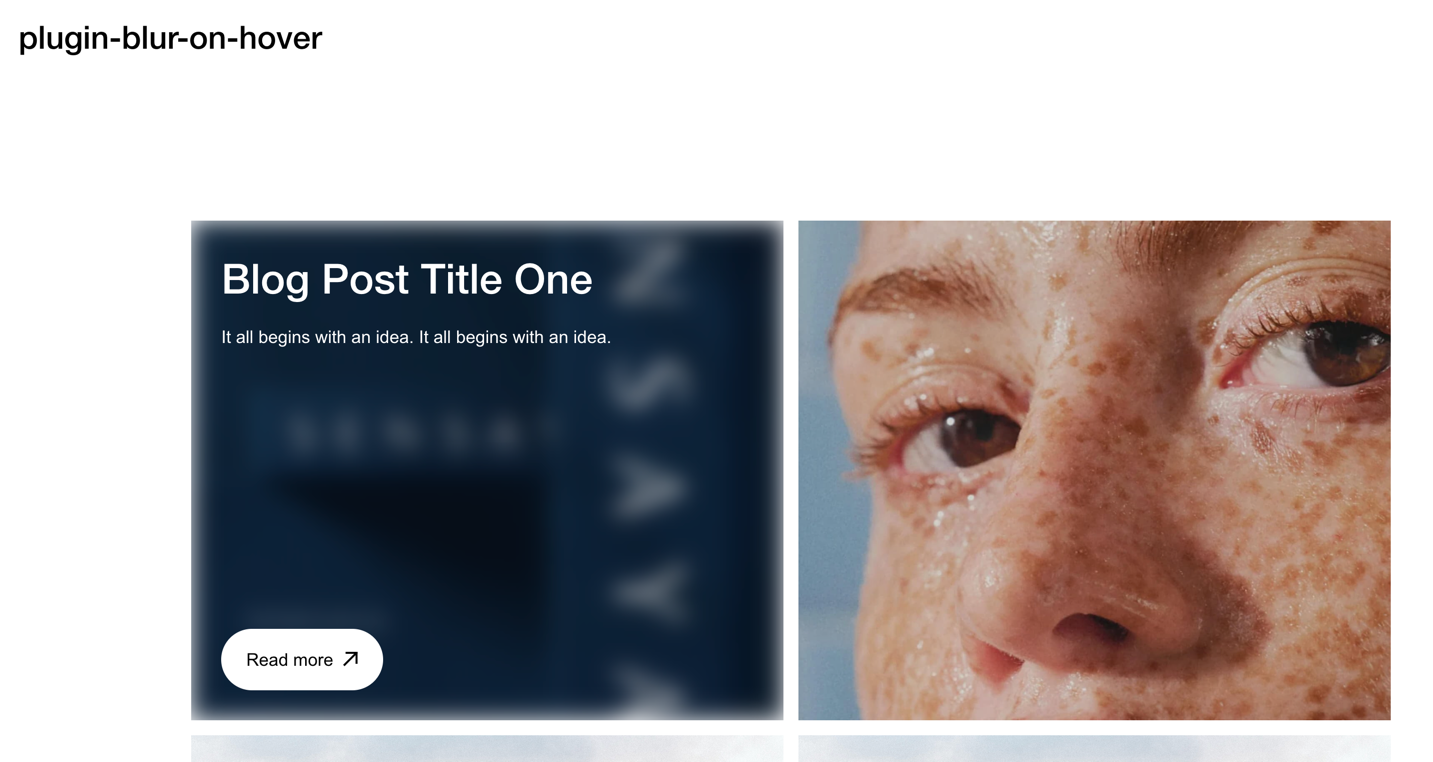 plugin-blur-on-hover
Blog Post Title One
It all begins with an idea. It all begins with an idea.
Read more